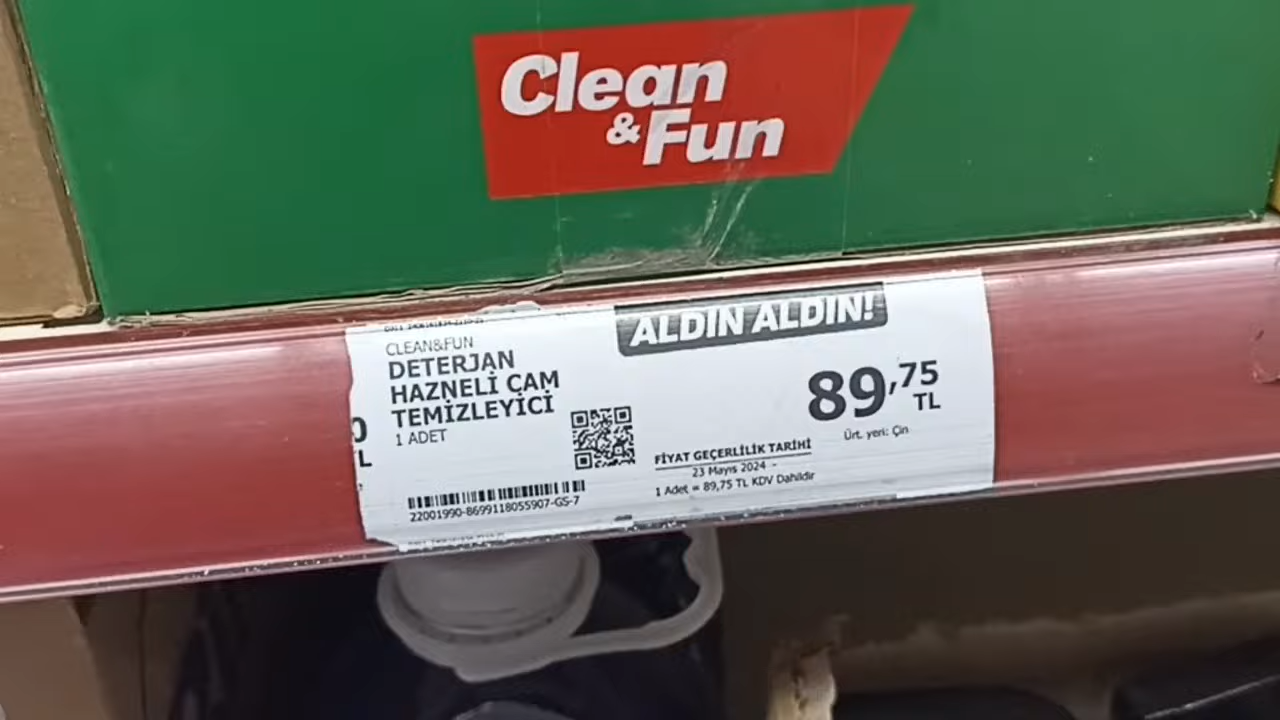 Clean
&Fun
ALDIN ALDIN!
CLEAN&FUN
DETERJAN
HAZNELİ CAM
TEMİZLEYİCİ
1 ADET
89,75
TL
Ürt. yeri: Çin
FİYAT GEÇERLİLİK TARİHİ
23 Mayıs 2024 -
1 Adet = 89,75 TL KDV Dahildir
22001990-8699118055907-GS-7